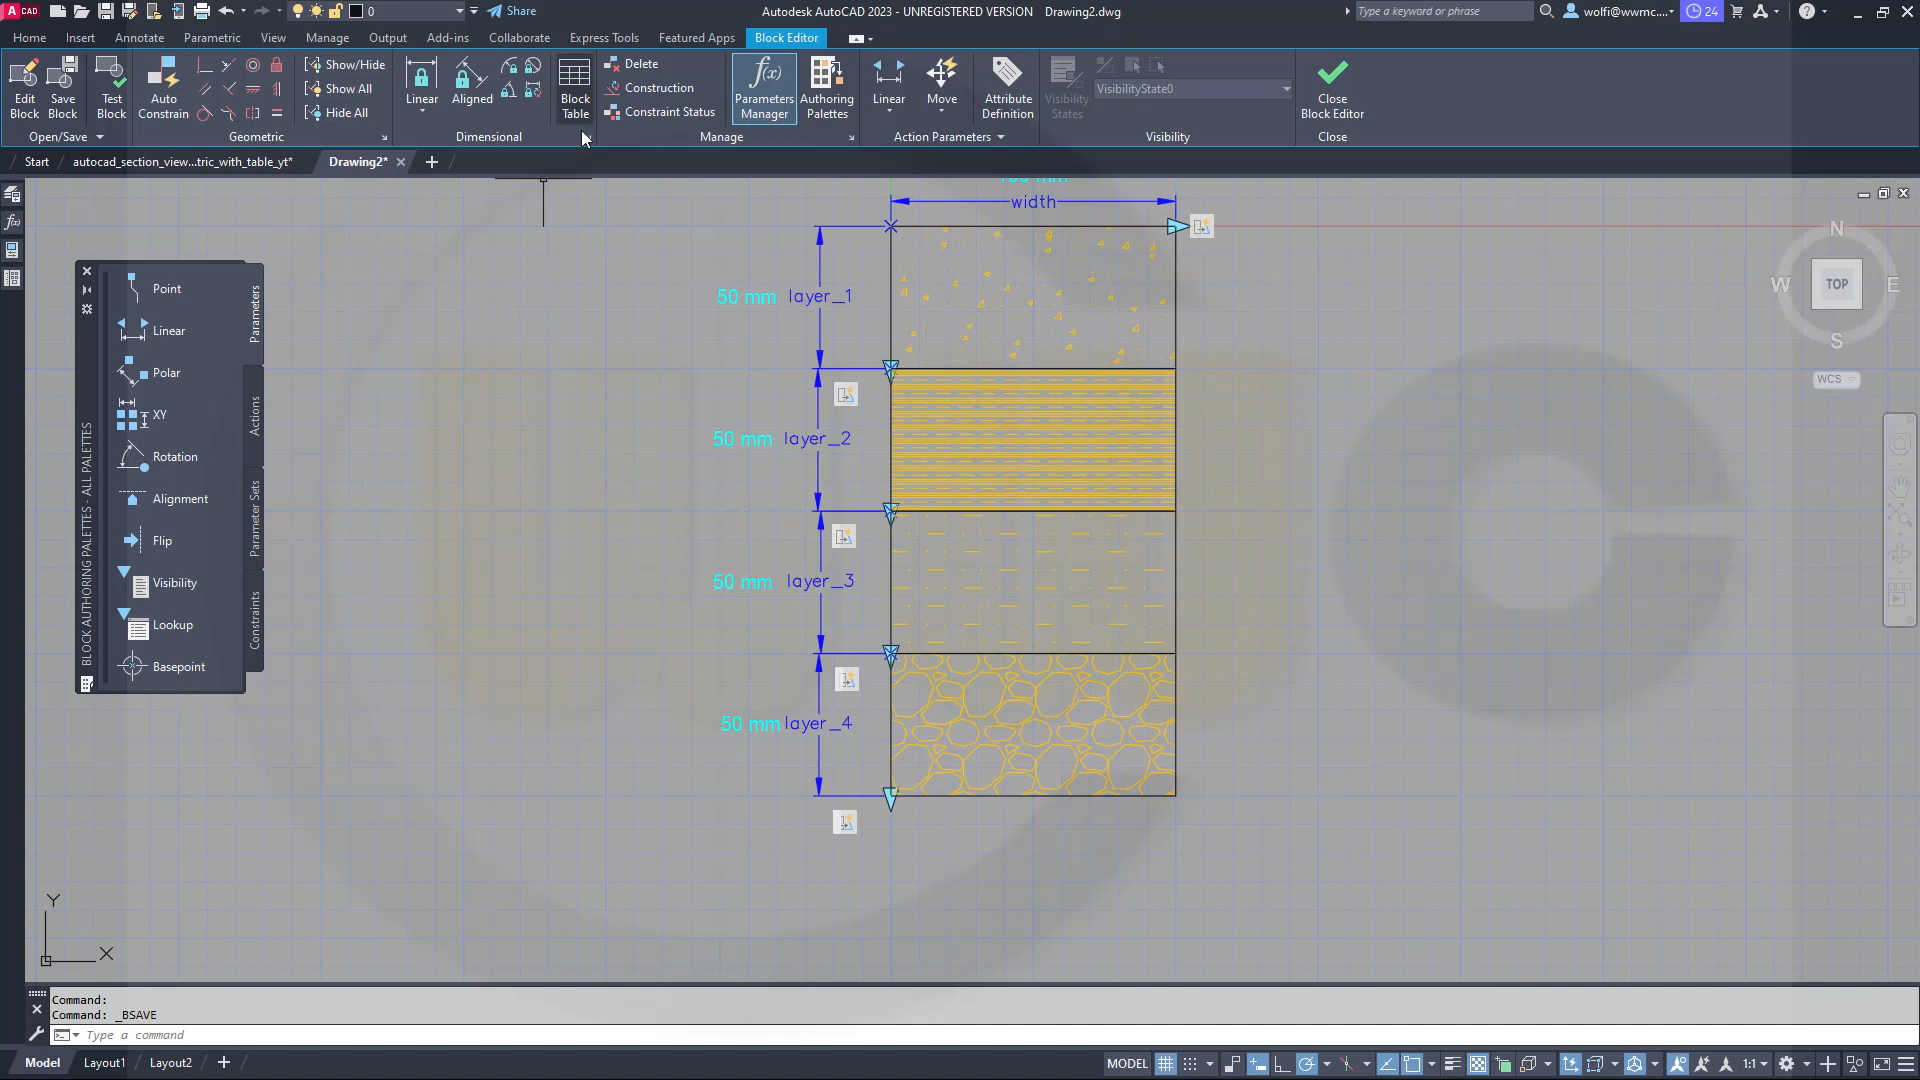 A CAD
0
Share
Autodesk AutoCAD 2023 - UNREGISTERED VERSION Drawing2.dwg
Type a keyword or phrase
wolfi@wwmc....
24
Home Insert Annotate Parametric View Manage Output Add-ins Collaborate Express Tools Featured Apps Block Editor
Edit Block
Save Block
Test Block
Auto Constrain
Show/Hide
Show All
Hide All
Linear
Aligned
Block Table
Delete
Construction
Constraint Status
Parameters Manager
Authoring Palettes
Linear
Move
Attribute Definition
Visibility States
VisibilityState0
Close Block Editor
Open/Save Geometric Dimensional Manage Action Parameters Visibility Close
Start autocad_section_view...tric_with_table_yt* Drawing2*
width
50 mm layer_1
50 mm layer_2
50 mm layer_3
50 mm layer_4
Point
Linear
Polar
XY
Rotation
Alignment
Flip
Visibility
Lookup
Basepoint
Parameters
Actions
Parameter Sets
Constraints
BLOCK AUTHORING PALETTES - ALL PALETTES
N
W TOP E
S
WCS
Y
X
Command:
Command: _BSAVE
Type a command
Model Layout1 Layout2
MODEL
1:1